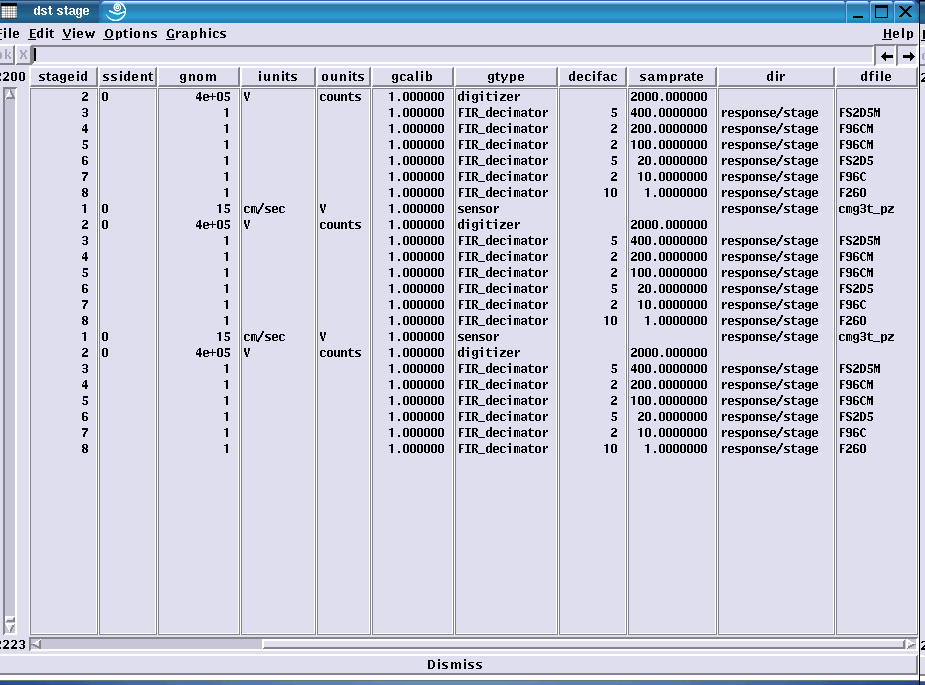 dst stage
File Edit View Options Graphics Help
ok X
2200 stageid ssident gnom iunits ounits gcalib gtype decifac samprate dir dfile
2 0 4e+05 V counts 1.000000 digitizer 2000.000000
3 1 1.000000 FIR_decimator 5 400.0000000 response/stage FS2D5M
4 1 1.000000 FIR_decimator 2 200.0000000 response/stage F96CM
5 1 1.000000 FIR_decimator 2 100.0000000 response/stage F96CM
6 1 1.000000 FIR_decimator 5 20.0000000 response/stage FS2D5
7 1 1.000000 FIR_decimator 2 10.0000000 response/stage F96C
8 1 1.000000 FIR_decimator 10 1.0000000 response/stage F260
1 0 15 cm/sec V 1.000000 sensor response/stage cmg3t_pz
2 0 4e+05 V counts 1.000000 digitizer 2000.000000
3 1 1.000000 FIR_decimator 5 400.0000000 response/stage FS2D5M
4 1 1.000000 FIR_decimator 2 200.0000000 response/stage F96CM
5 1 1.000000 FIR_decimator 2 100.0000000 response/stage F96CM
6 1 1.000000 FIR_decimator 5 20.0000000 response/stage FS2D5
7 1 1.000000 FIR_decimator 2 10.0000000 response/stage F96C
8 1 1.000000 FIR_decimator 10 1.0000000 response/stage F260
1 0 15 cm/sec V 1.000000 sensor response/stage cmg3t_pz
2 0 4e+05 V counts 1.000000 digitizer 2000.000000
3 1 1.000000 FIR_decimator 5 400.0000000 response/stage FS2D5M
4 1 1.000000 FIR_decimator 2 200.0000000 response/stage F96CM
5 1 1.000000 FIR_decimator 2 100.0000000 response/stage F96CM
6 1 1.000000 FIR_decimator 5 20.0000000 response/stage FS2D5
7 1 1.000000 FIR_decimator 2 10.0000000 response/stage F96C
8 1 1.000000 FIR_decimator 10 1.0000000 response/stage F260
2223
Dismiss